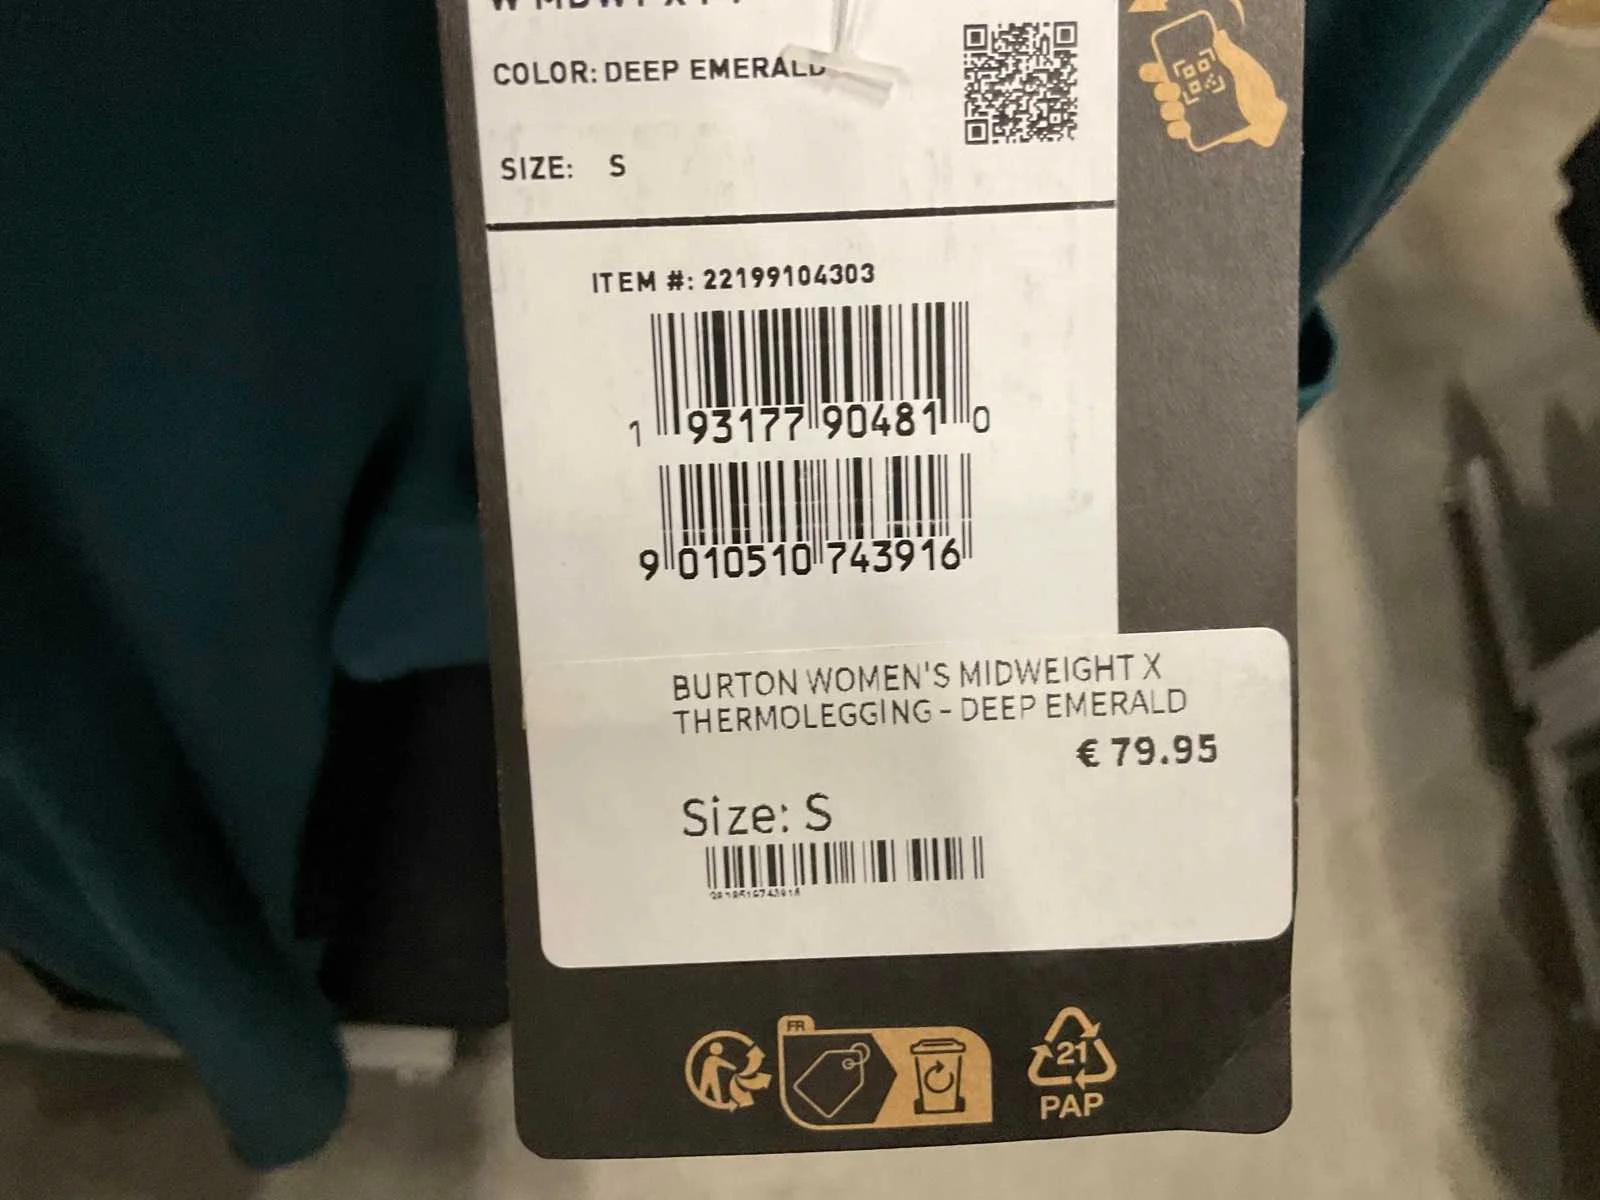 COLOR: DEEP EMERALD
SIZE: S
ITEM #: 22199104303
1 93177 90481 0
9 010510 743916
BURTON WOMEN'S MIDWEIGHT X
THERMOLEGGING - DEEP EMERALD
€ 79.95
Size: S
FR
21
PAP